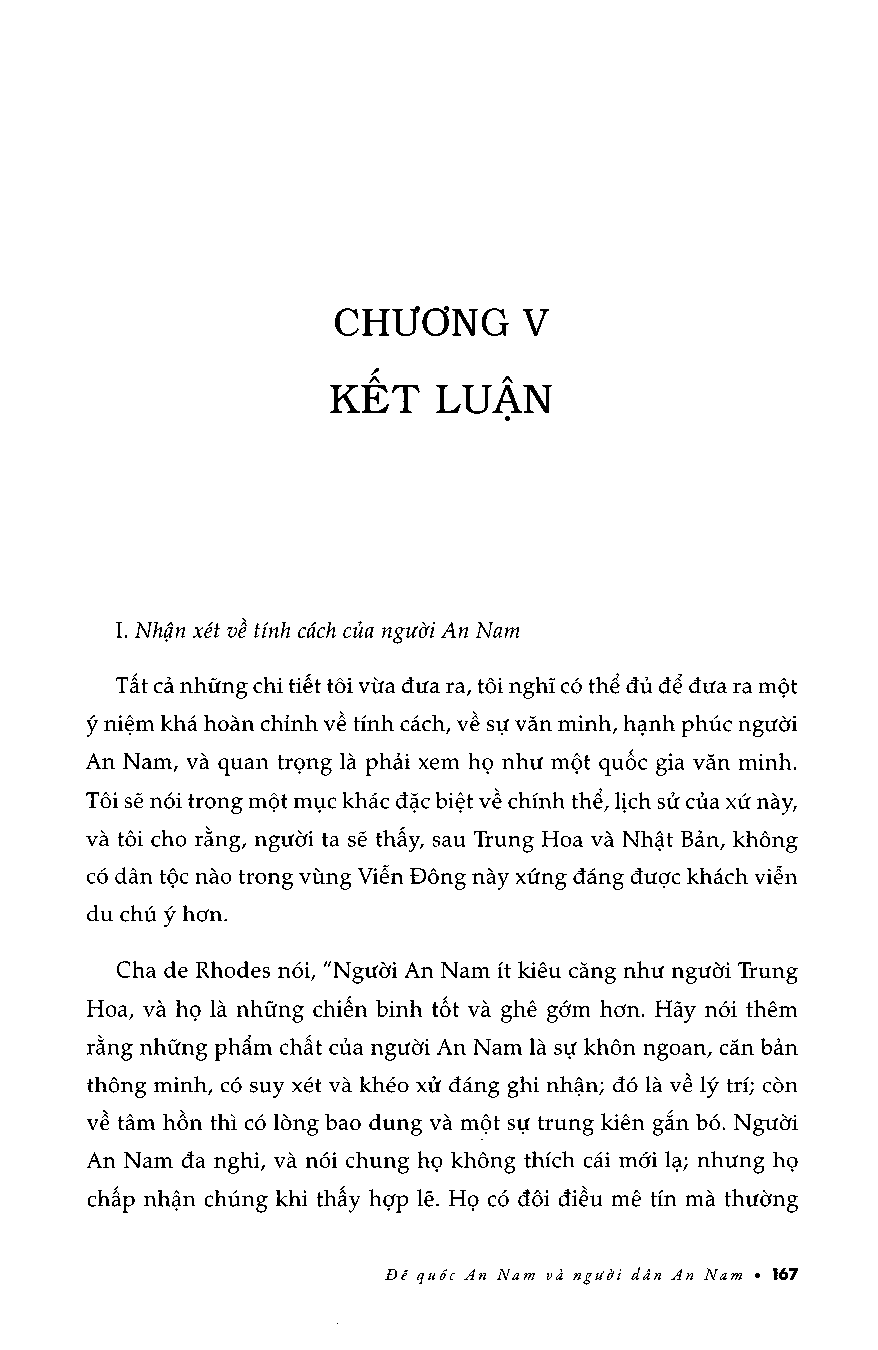 CHƯƠNG V
KẾT LUẬN
I. Nhận xét về tính cách của người An Nam
Tất cả những chi tiết tôi vừa đưa ra, tôi nghĩ có thể đủ để đưa ra một
ý niệm khá hoàn chỉnh về tính cách, về sự văn minh, hạnh phúc người
An Nam, và quan trọng là phải xem họ như một quốc gia văn minh.
Tôi sẽ nói trong một mục khác đặc biệt về chính thể, lịch sử của xứ này,
và tôi cho rằng, người ta sẽ thấy, sau Trung Hoa và Nhật Bản, không
có dân tộc nào trong vùng Viễn Đông này xứng đáng được khách viễn
du chú ý hơn.
Cha de Rhodes nói, “Người An Nam ít kiêu căng như người Trung
Hoa, và họ là những chiến binh tốt và ghê gớm hơn. Hãy nói thêm
rằng những phẩm chất của người An Nam là sự khôn ngoan, căn bản
thông minh, có suy xét và khéo xử đáng ghi nhận; đó là về lý trí; còn
về tâm hồn thì có lòng bao dung và một sự trung kiên gắn bó. Người
An Nam đa nghi, và nói chung họ không thích cái mới lạ; nhưng họ
chấp nhận chúng khi thấy hợp lẽ. Họ có đôi điều mê tín mà thường
Đế quốc An Nam và người dân An Nam • 167